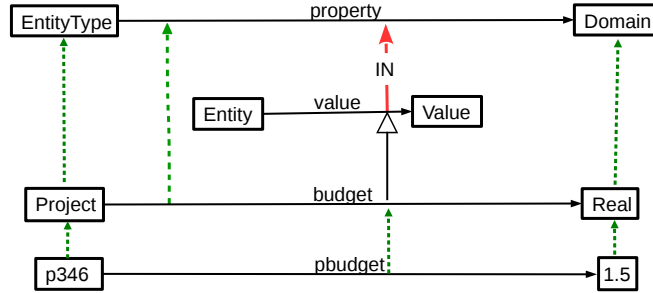 EntityType property Domain
IN
Entity value Value
Project budget Real
p346 pbudget 1.5